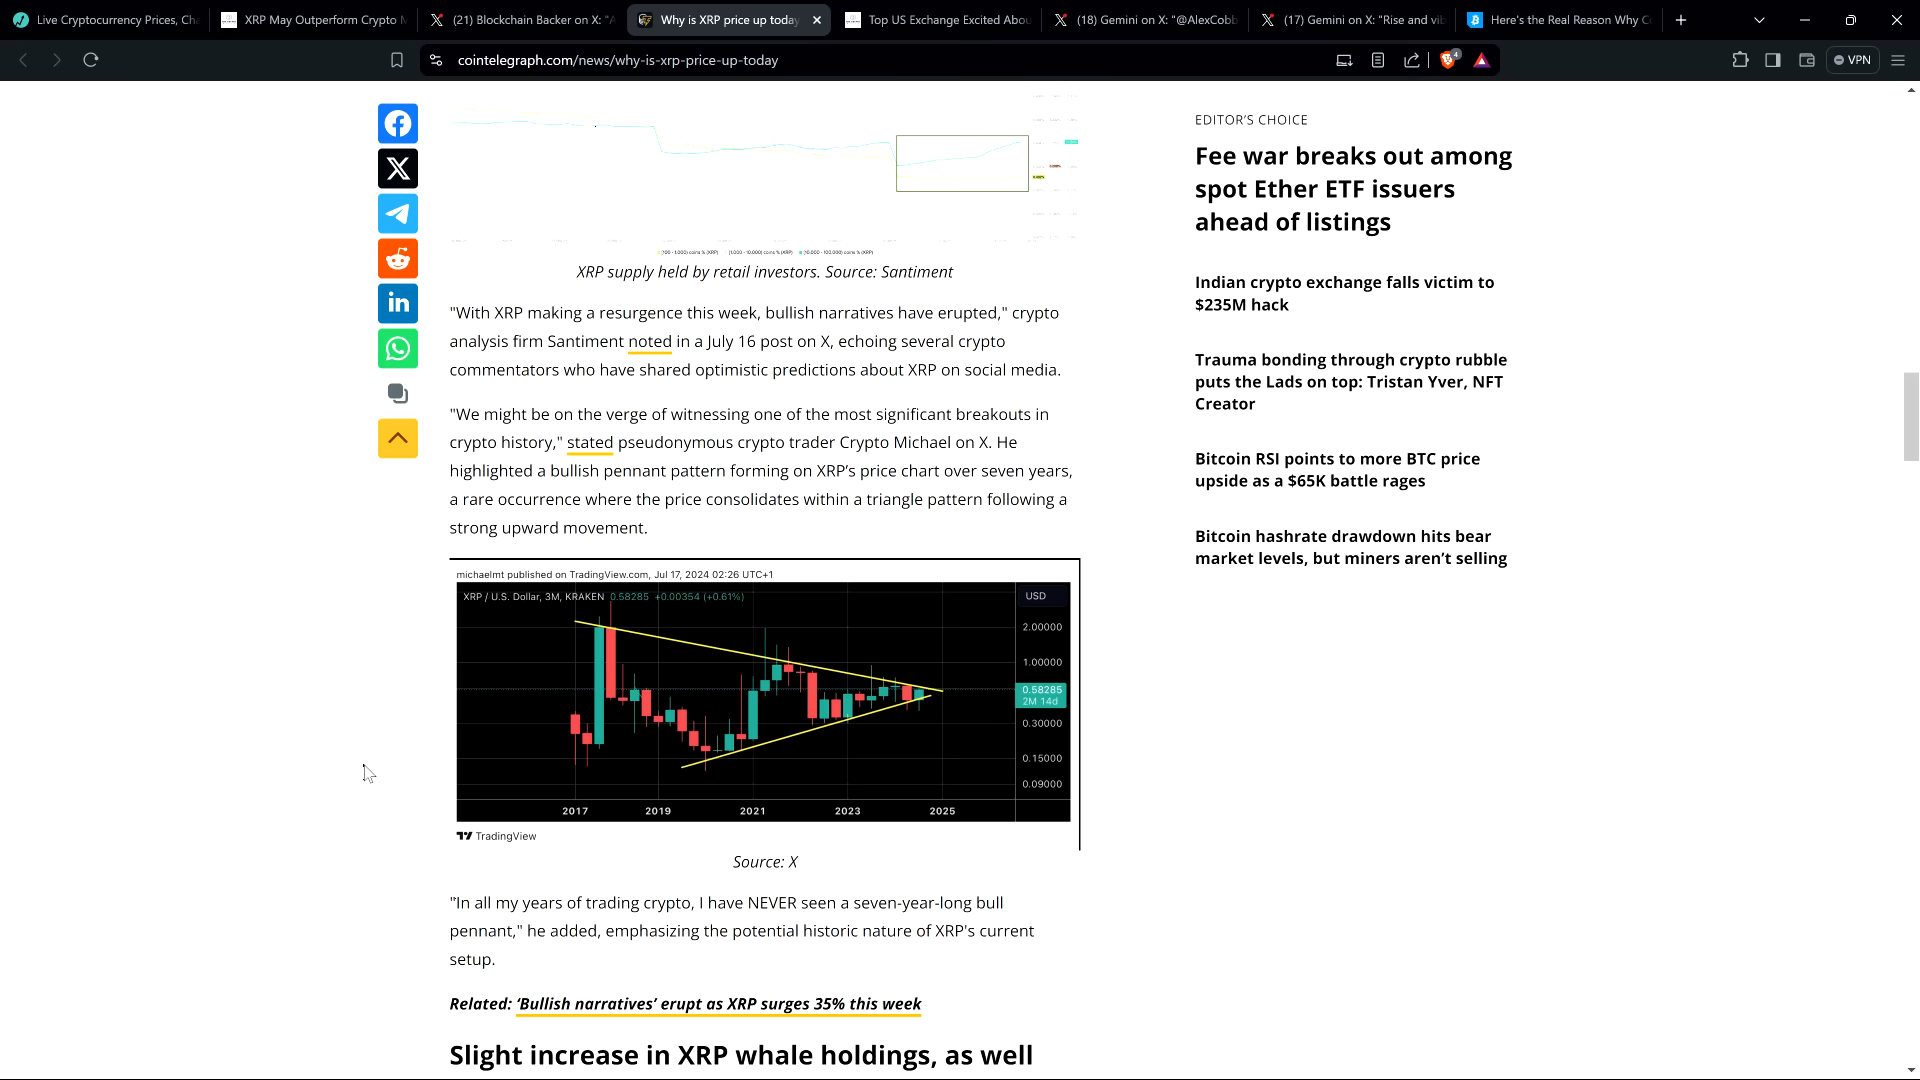 Live Cryptocurrency Prices, Ch
XRP May Outperform Crypto M
(21) Blockchain Backer on X: "A
Why is XRP price up today
Top US Exchange Excited Abou
(18) Gemini on X: "@AlexCobb
(17) Gemini on X: "Rise and vib
Here's the Real Reason Why C
cointelegraph.com/news/why-is-xrp-price-up-today
4
VPN
XRP supply held by retail investors. Source: Santiment
"With XRP making a resurgence this week, bullish narratives have erupted," crypto
analysis firm Santiment noted in a July 16 post on X, echoing several crypto
commentators who have shared optimistic predictions about XRP on social media.
"We might be on the verge of witnessing one of the most significant breakouts in
crypto history," stated pseudonymous crypto trader Crypto Michael on X. He
highlighted a bullish pennant pattern forming on XRP's price chart over seven years,
a rare occurrence where the price consolidates within a triangle pattern following a
strong upward movement.
michaelmt published on TradingView.com, Jul 17, 2024 02:26 UTC+1
XRP / U.S. Dollar, 3M, KRAKEN 0.58285 +0.00354 (+0.61%)
USD
2.00000
1.00000
0.58285
2M 14d
0.30000
0.15000
0.09000
2017 2019 2021 2023 2025
TradingView
Source: X
"In all my years of trading crypto, I have NEVER seen a seven-year-long bull
pennant," he added, emphasizing the potential historic nature of XRP's current
setup.
Related: ‘Bullish narratives’ erupt as XRP surges 35% this week
Slight increase in XRP whale holdings, as well
EDITOR’S CHOICE
Fee war breaks out among
spot Ether ETF issuers
ahead of listings
Indian crypto exchange falls victim to
$235M hack
Trauma bonding through crypto rubble
puts the Lads on top: Tristan Yver, NFT
Creator
Bitcoin RSI points to more BTC price
upside as a $65K battle rages
Bitcoin hashrate drawdown hits bear
market levels, but miners aren’t selling